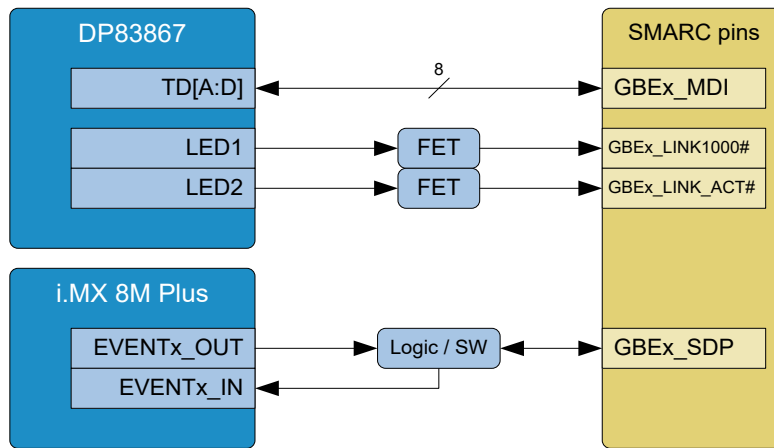 DP83867
SMARC pins
TD[A:D]
8
GBEx_MDI
LED1
FET
GBEx_LINK1000#
LED2
FET
GBEx_LINK_ACT#
i.MX 8M Plus
EVENTx_OUT
Logic / SW
GBEx_SDP
EVENTx_IN